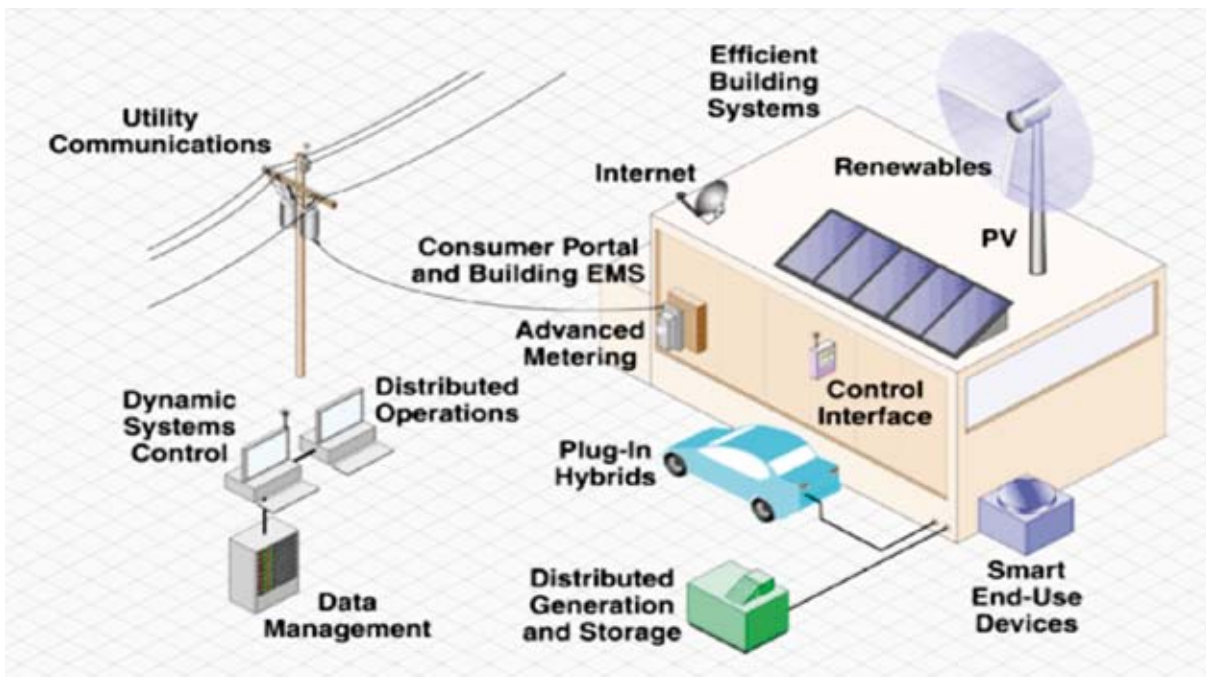 Efficient
Building
Systems
Utility
Communications
Internet
Renewables
PV
Consumer Portal
and Building EMS
Advanced
Metering
Control
Interface
Dynamic
Systems
Control
Distributed
Operations
Plug-In
Hybrids
Data
Management
Distributed
Generation
and Storage
Smart
End-Use
Devices